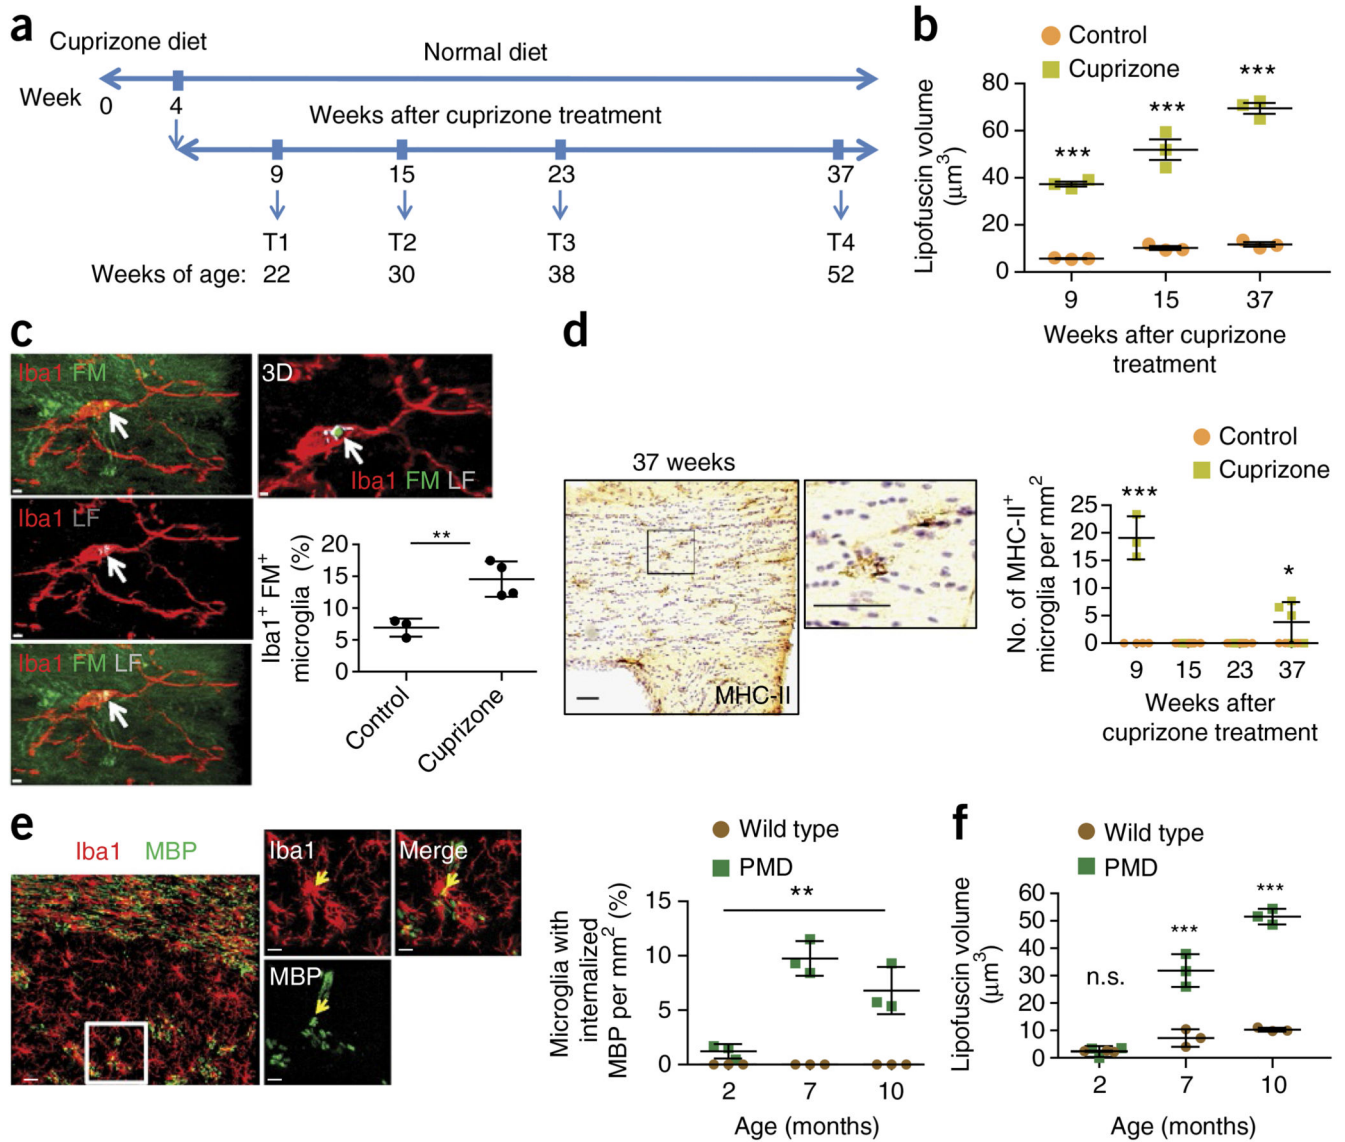 a
Cuprizone diet
Normal diet
Week
0
4
Weeks after cuprizone treatment
9
15
23
37
T1
T2
T3
T4
Weeks of age:
22
30
38
52
b
Control
Cuprizone
Lipofuscin volume
(μm³)
80
60
40
20
0
***
***
***
9
15
37
Weeks after cuprizone
treatment
c
Iba1 FM
3D
Iba1 FM LF
Iba1 LF
Iba1 FM LF
Iba1⁺ FM⁺
microglia (%)
20
15
10
5
0
**
Control
Cuprizone
d
37 weeks
MHC-II
Control
Cuprizone
No. of MHC-II⁺
microglia per mm²
25
20
15
10
5
0
***
*
9
15
23
37
Weeks after
cuprizone treatment
e
Iba1 MBP
Iba1
Merge
MBP
Wild type
PMD
Microglia with
internalized
MBP per mm² (%)
15
10
5
0
**
2
7
10
Age (months)
f
Wild type
PMD
Lipofuscin volume
(μm³)
60
50
40
30
20
10
0
n.s.
***
***
2
7
10
Age (months)